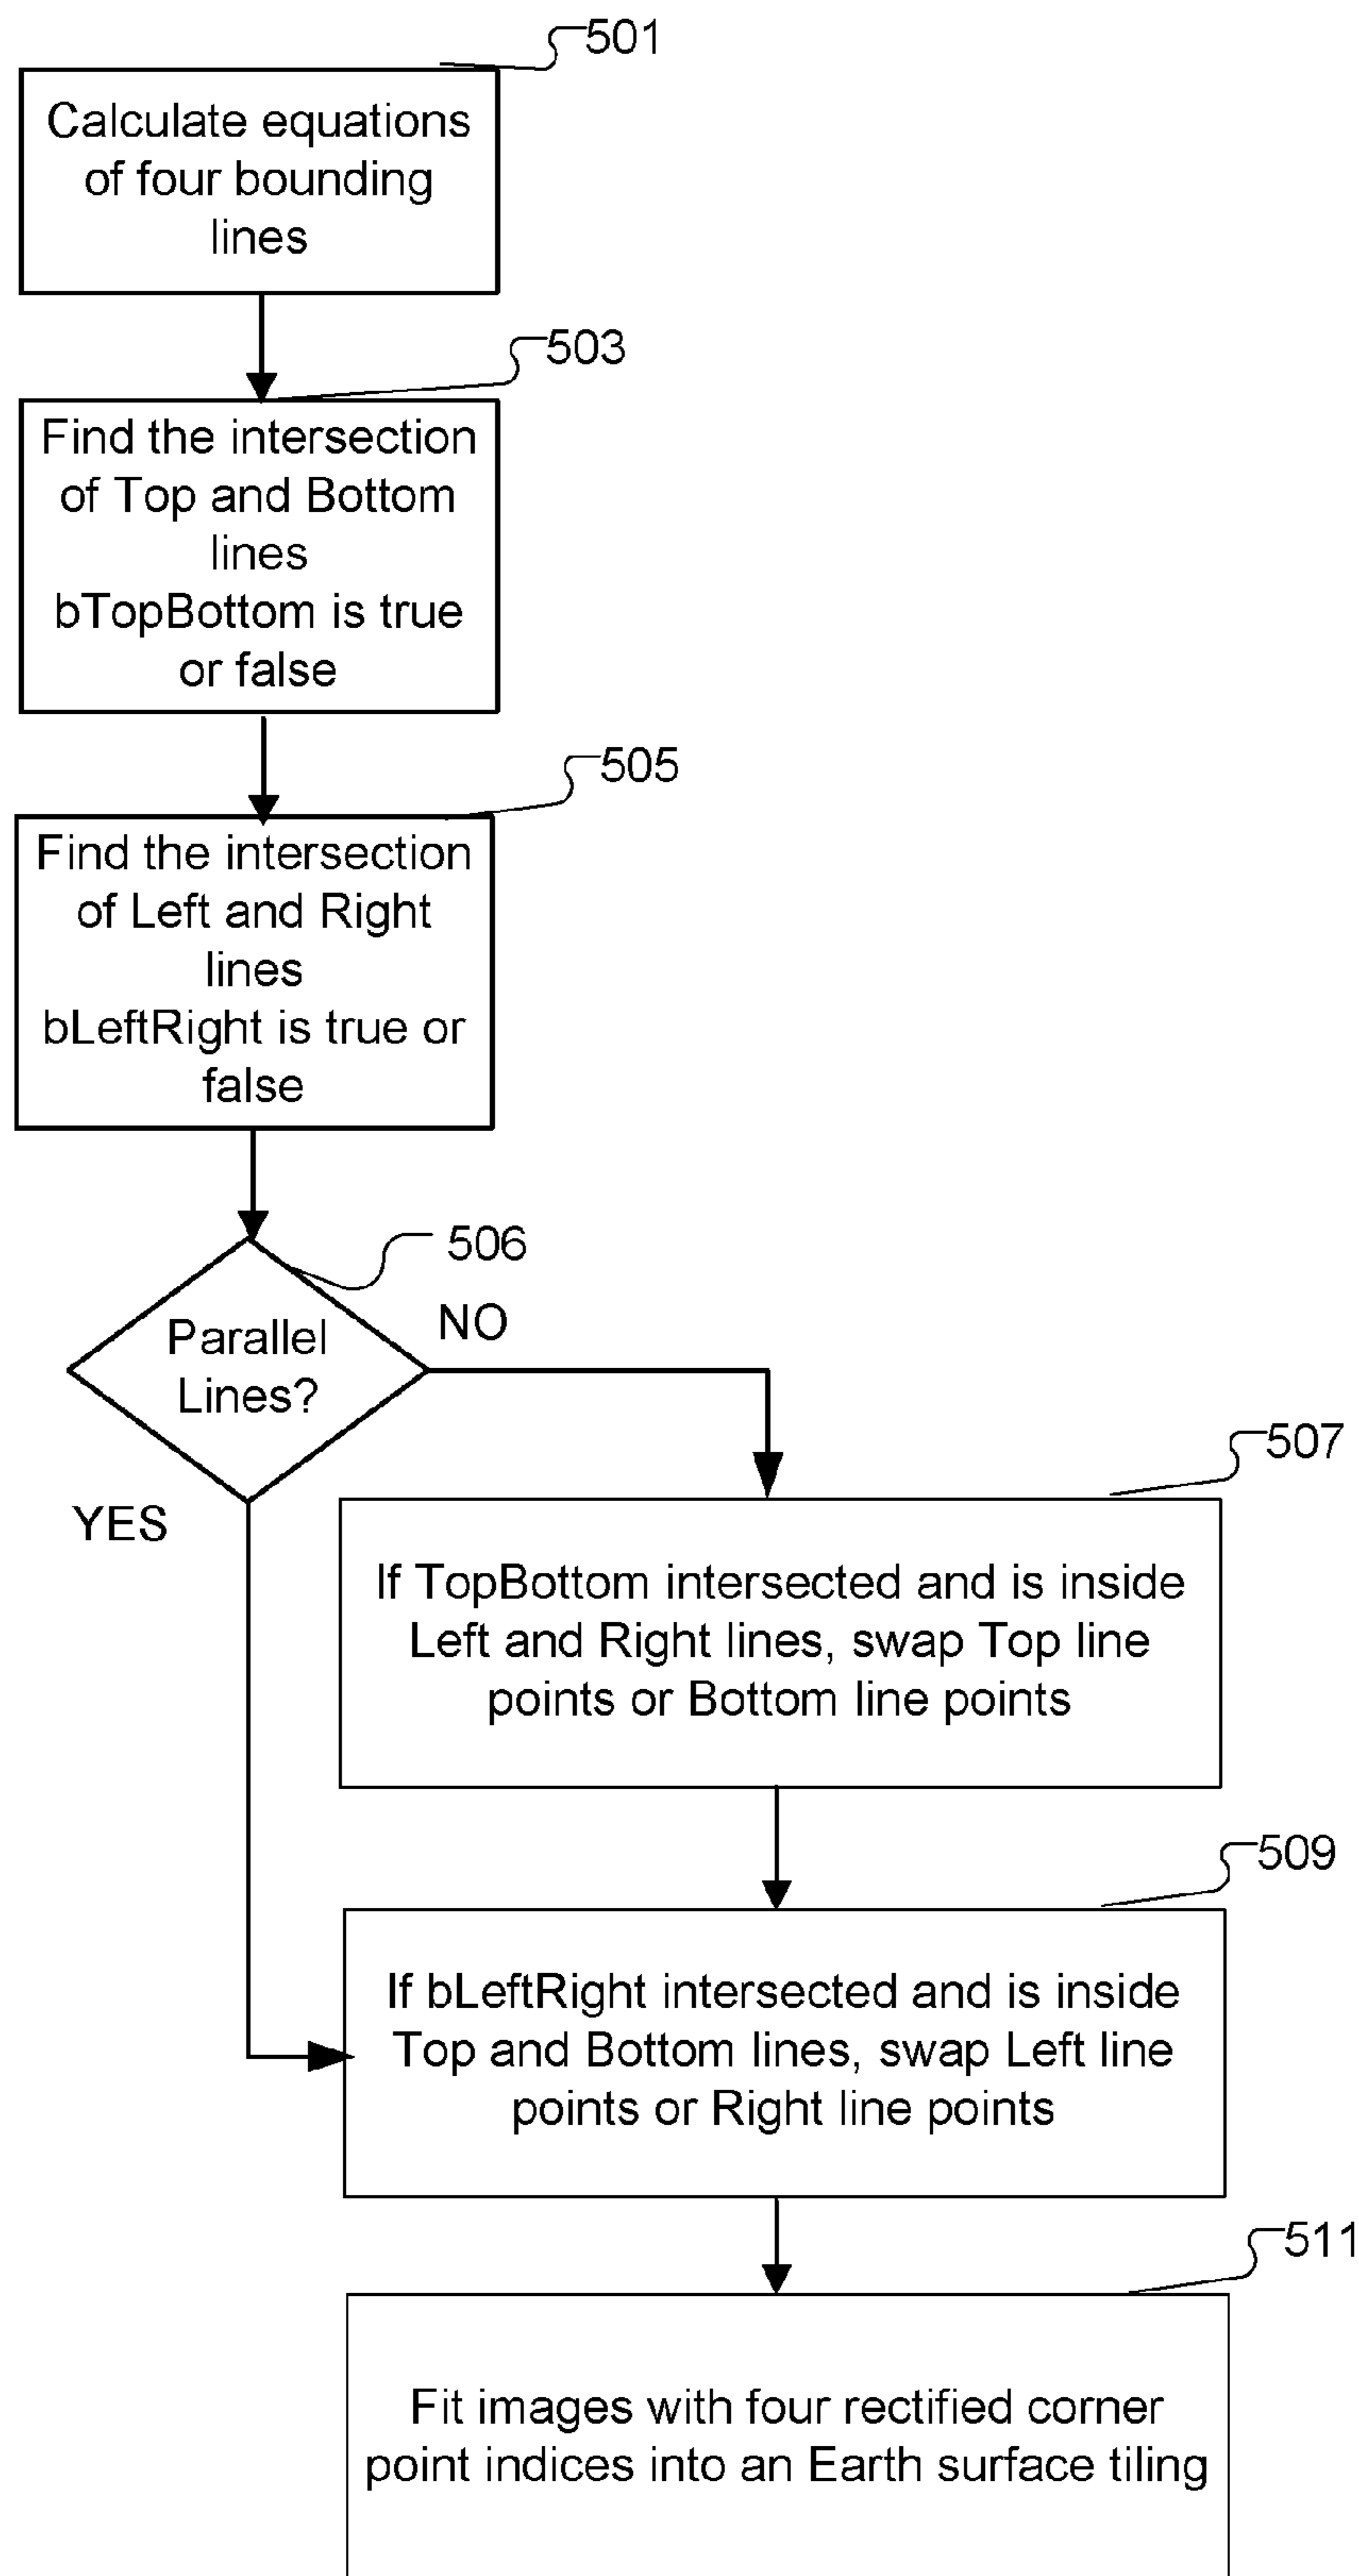 501
Calculate equations
of four bounding
lines
503
Find the intersection
of Top and Bottom
lines
bTopBottom is true
or false
505
Find the intersection
of Left and Right
lines
bLeftRight is true or
false
506
Parallel
Lines?
NO
YES
507
If TopBottom intersected and is inside
Left and Right lines, swap Top line
points or Bottom line points
509
If bLeftRight intersected and is inside
Top and Bottom lines, swap Left line
points or Right line points
511
Fit images with four rectified corner
point indices into an Earth surface tiling